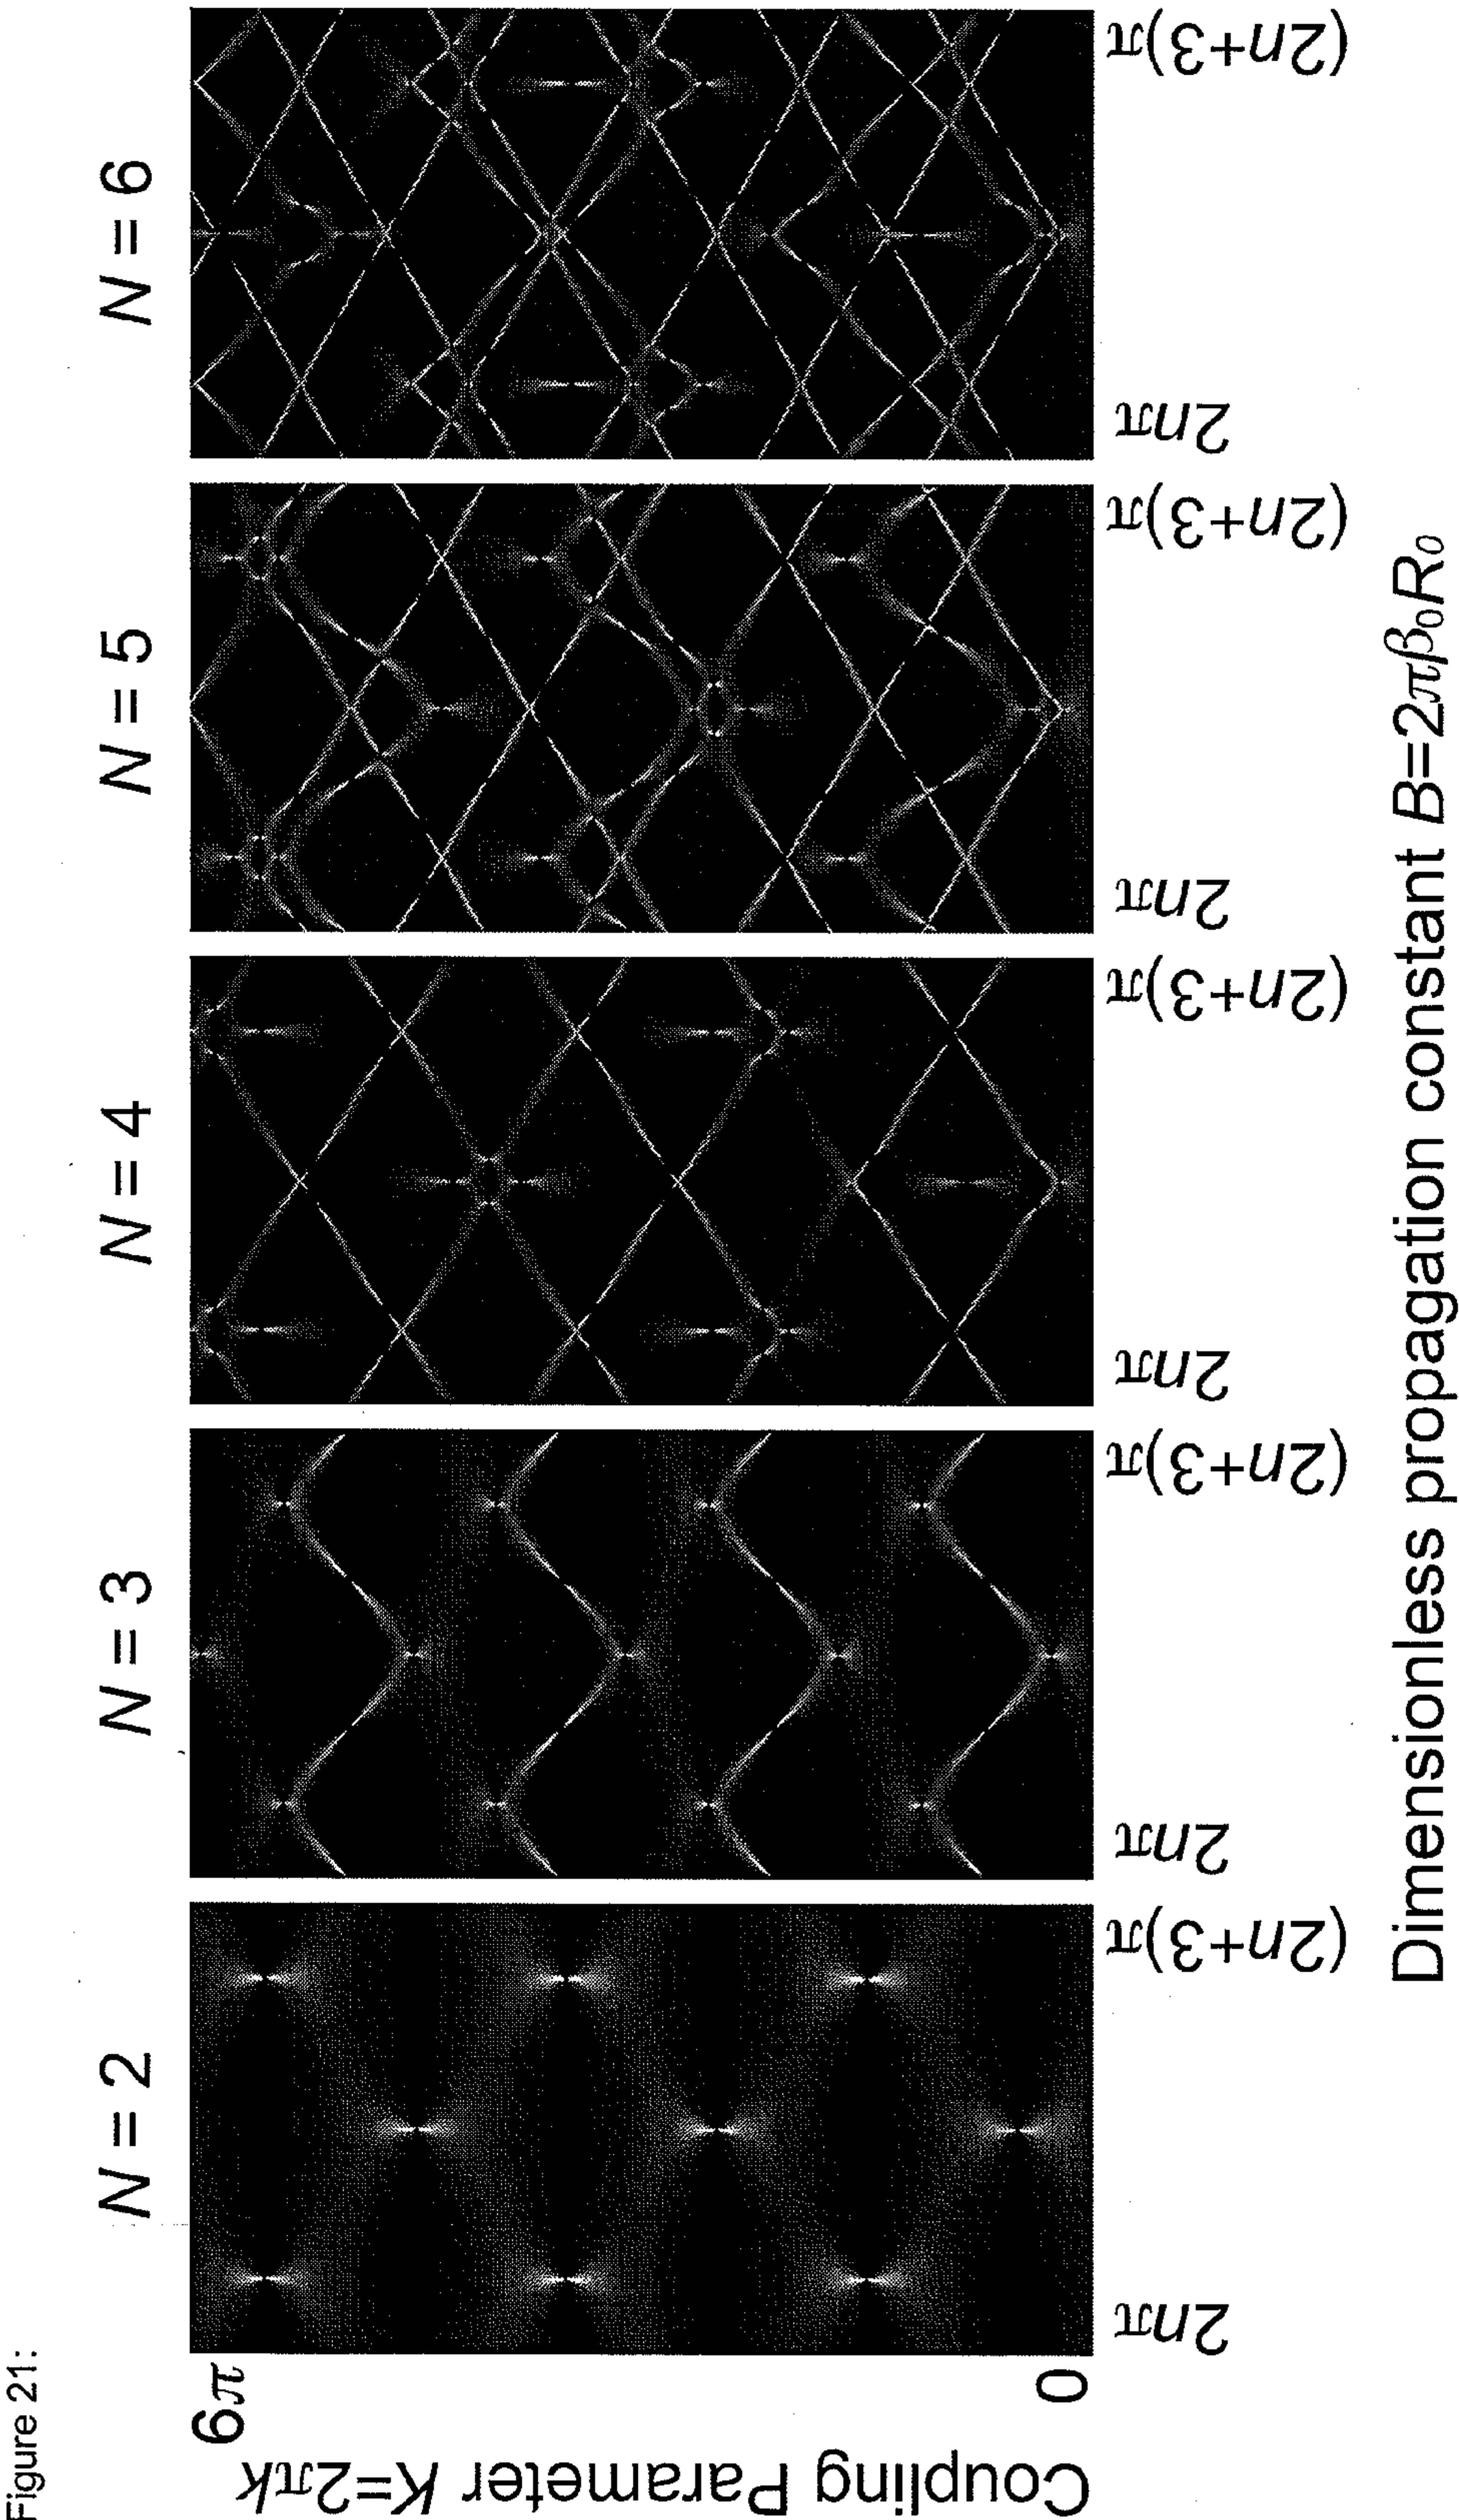 Figure 21:
N = 2
N = 3
N = 4
N = 5
N = 6
Coupling Parameter K=2πk
6π
0
2nπ (2n+3)π
2nπ (2n+3)π
2nπ (2n+3)π
2nπ (2n+3)π
2nπ (2n+3)π
Dimensionless propagation constant B=2πβ₀R₀